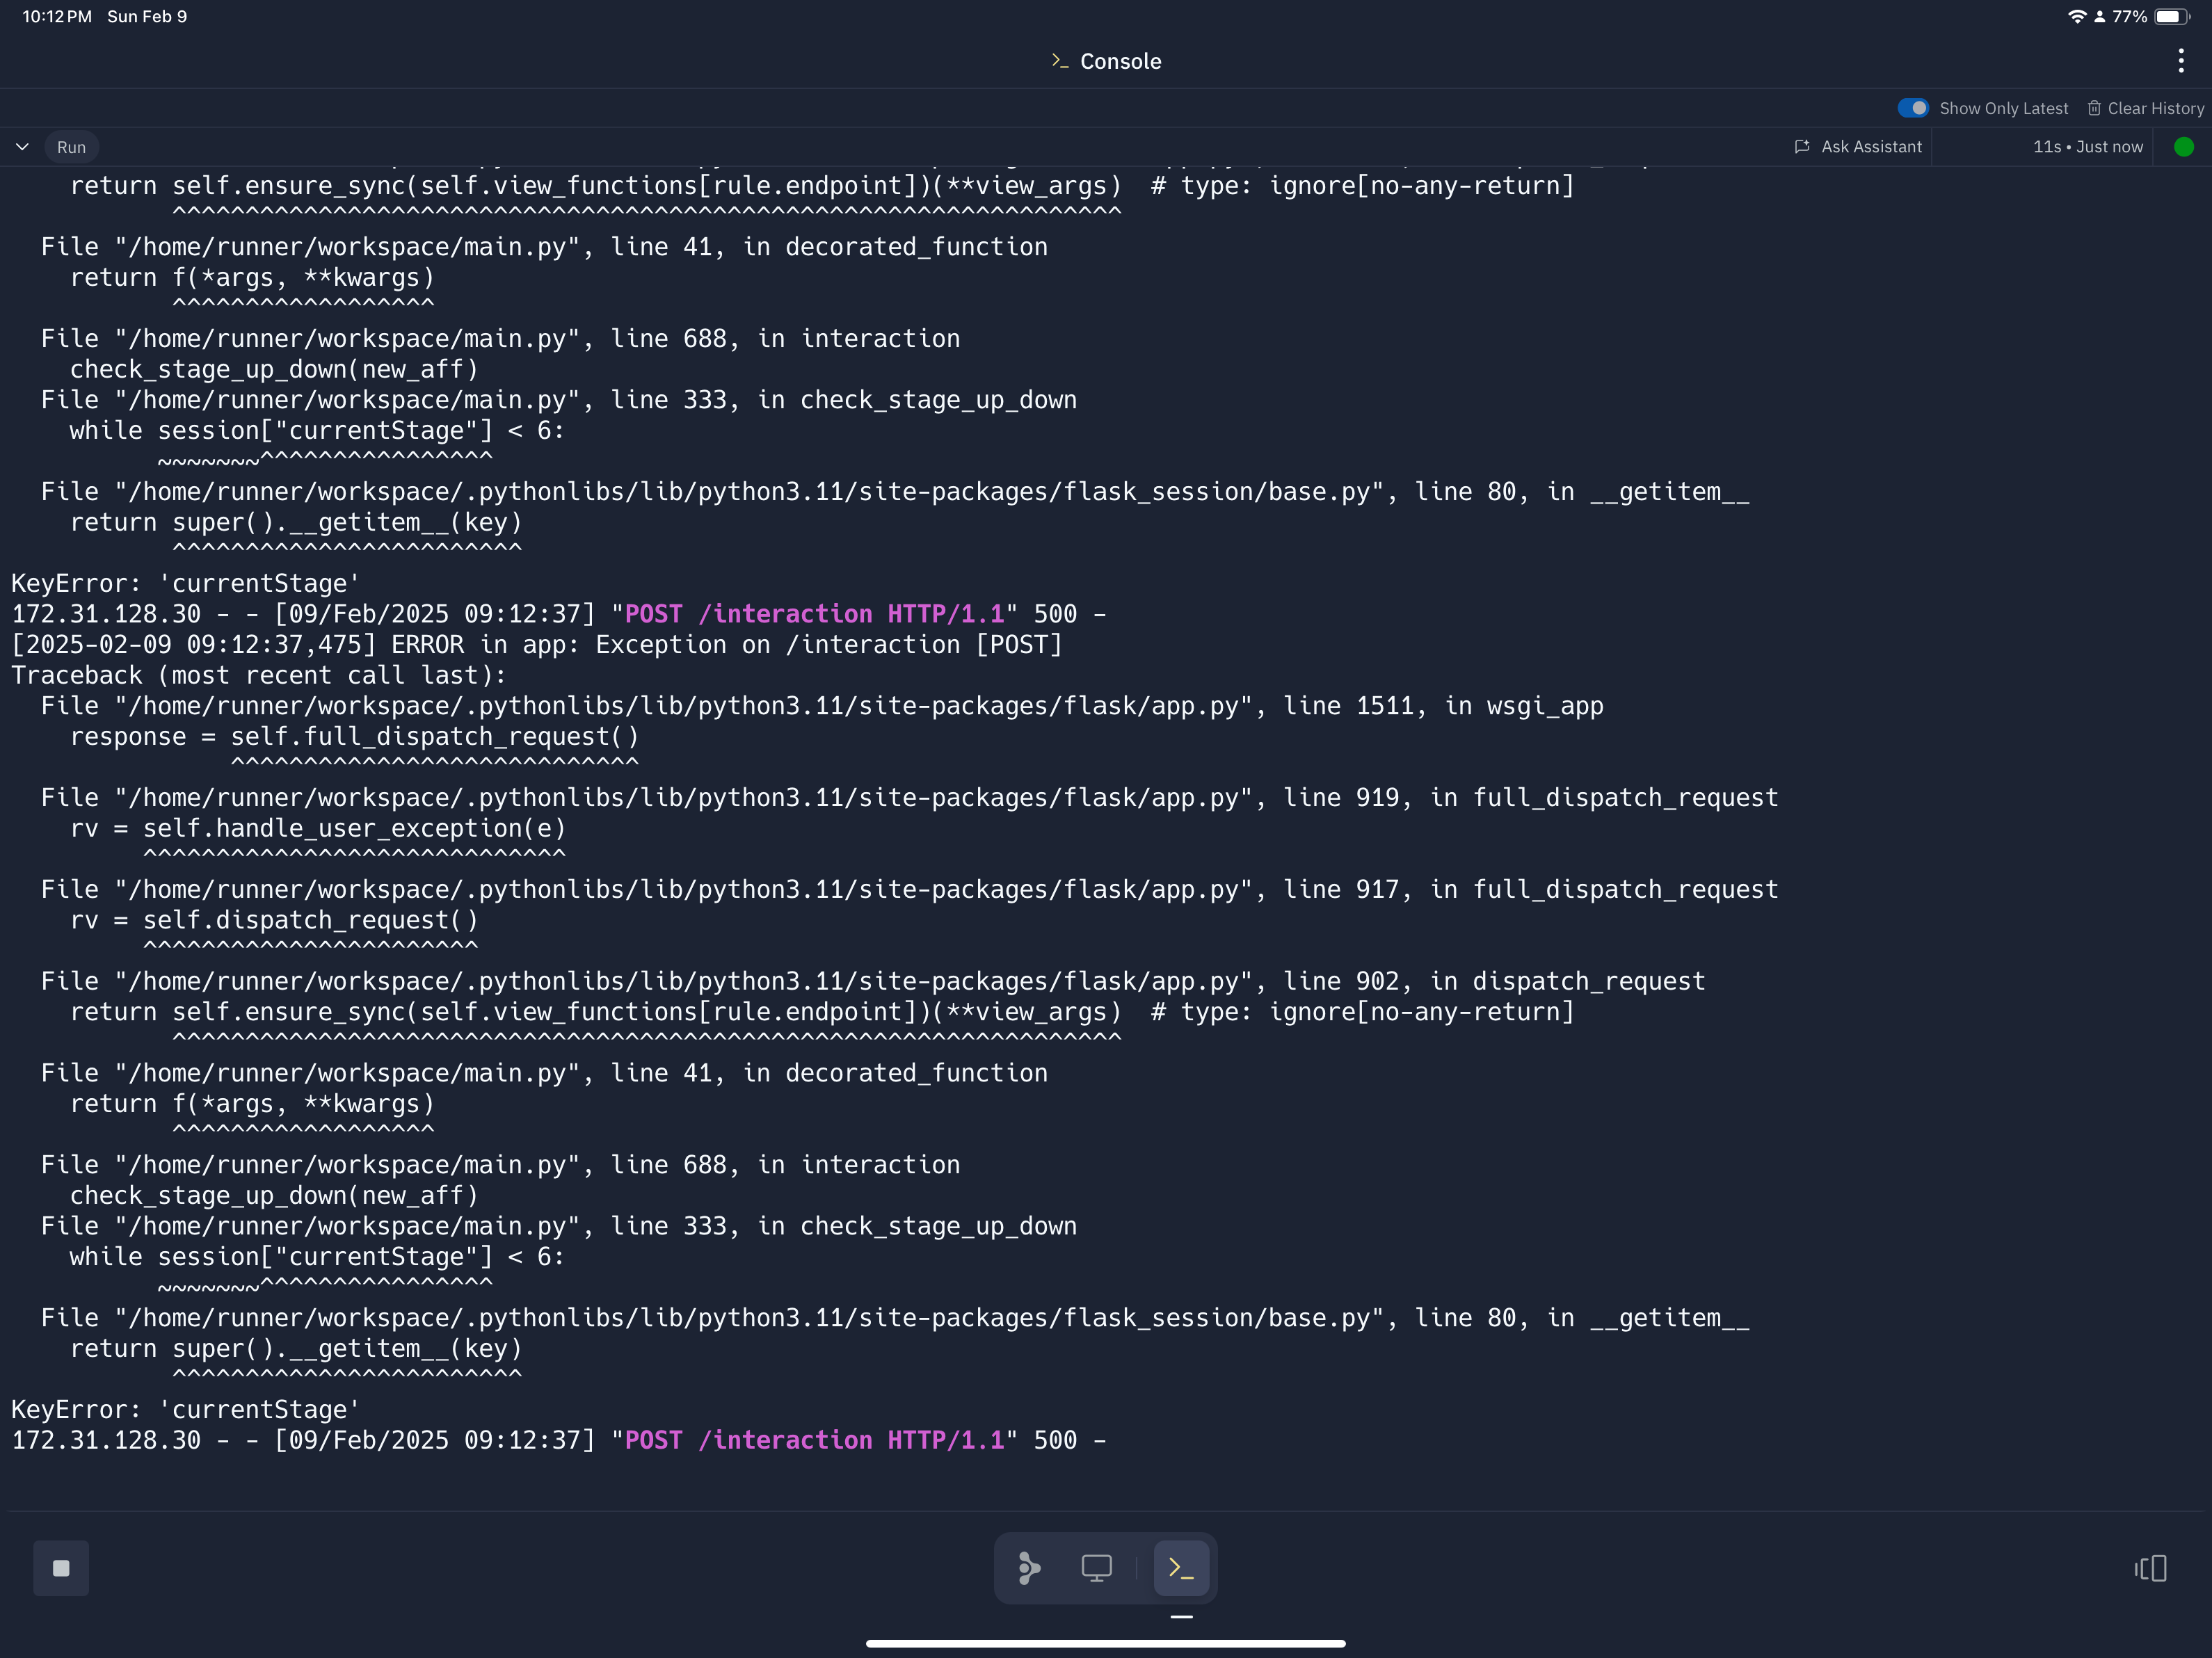 10:12 PM Sun Feb 9
77%
>_ Console
Show Only Latest Clear History
Run Ask Assistant 11s • Just now
    return self.ensure_sync(self.view_functions[rule.endpoint])(**view_args)  # type: ignore[no-any-return]
           ^^^^^^^^^^^^^^^^^^^^^^^^^^^^^^^^^^^^^^^^^^^^^^^^^^^^^^^^^^^^^^^^^
  File "/home/runner/workspace/main.py", line 41, in decorated_function
    return f(*args, **kwargs)
           ^^^^^^^^^^^^^^^^^^
  File "/home/runner/workspace/main.py", line 688, in interaction
    check_stage_up_down(new_aff)
  File "/home/runner/workspace/main.py", line 333, in check_stage_up_down
    while session["currentStage"] < 6:
          ~~~~~~~^^^^^^^^^^^^^^^^
  File "/home/runner/workspace/.pythonlibs/lib/python3.11/site-packages/flask_session/base.py", line 80, in __getitem__
    return super().__getitem__(key)
           ^^^^^^^^^^^^^^^^^^^^^^^^
KeyError: 'currentStage'
172.31.128.30 - - [09/Feb/2025 09:12:37] "POST /interaction HTTP/1.1" 500 -
[2025-02-09 09:12:37,475] ERROR in app: Exception on /interaction [POST]
Traceback (most recent call last):
  File "/home/runner/workspace/.pythonlibs/lib/python3.11/site-packages/flask/app.py", line 1511, in wsgi_app
    response = self.full_dispatch_request()
               ^^^^^^^^^^^^^^^^^^^^^^^^^^^^
  File "/home/runner/workspace/.pythonlibs/lib/python3.11/site-packages/flask/app.py", line 919, in full_dispatch_request
    rv = self.handle_user_exception(e)
         ^^^^^^^^^^^^^^^^^^^^^^^^^^^^^
  File "/home/runner/workspace/.pythonlibs/lib/python3.11/site-packages/flask/app.py", line 917, in full_dispatch_request
    rv = self.dispatch_request()
         ^^^^^^^^^^^^^^^^^^^^^^^
  File "/home/runner/workspace/.pythonlibs/lib/python3.11/site-packages/flask/app.py", line 902, in dispatch_request
    return self.ensure_sync(self.view_functions[rule.endpoint])(**view_args)  # type: ignore[no-any-return]
           ^^^^^^^^^^^^^^^^^^^^^^^^^^^^^^^^^^^^^^^^^^^^^^^^^^^^^^^^^^^^^^^^^
  File "/home/runner/workspace/main.py", line 41, in decorated_function
    return f(*args, **kwargs)
           ^^^^^^^^^^^^^^^^^^
  File "/home/runner/workspace/main.py", line 688, in interaction
    check_stage_up_down(new_aff)
  File "/home/runner/workspace/main.py", line 333, in check_stage_up_down
    while session["currentStage"] < 6:
          ~~~~~~~^^^^^^^^^^^^^^^^
  File "/home/runner/workspace/.pythonlibs/lib/python3.11/site-packages/flask_session/base.py", line 80, in __getitem__
    return super().__getitem__(key)
           ^^^^^^^^^^^^^^^^^^^^^^^^
KeyError: 'currentStage'
172.31.128.30 - - [09/Feb/2025 09:12:37] "POST /interaction HTTP/1.1" 500 -